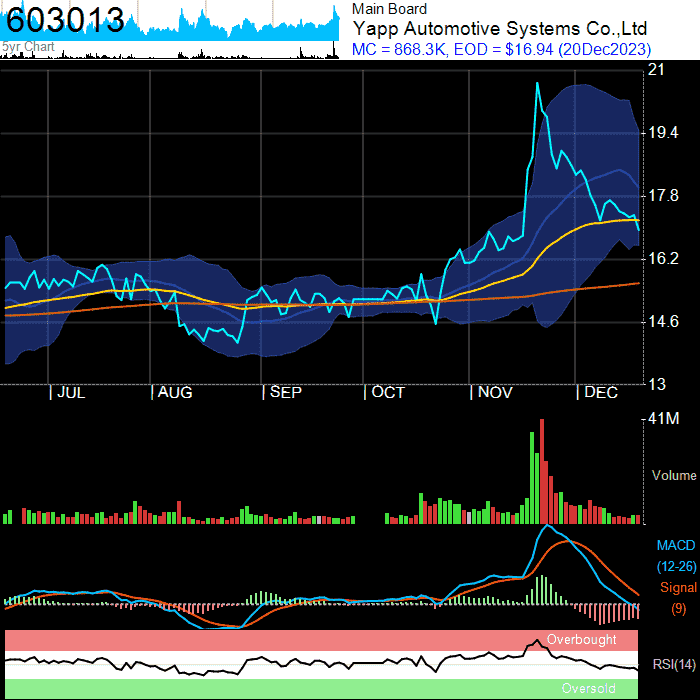 603013
5yr Chart
Main Board
Yapp Automotive Systems Co.,Ltd
MC = 868.3K, EOD = $16.94 (20Dec2023)
21
19.4
17.8
16.2
14.6
13
| JUL | AUG | SEP | OCT | NOV | DEC
41M
Volume
MACD
(12-26)
Signal
(9)
Overbought
RSI(14)
Oversold